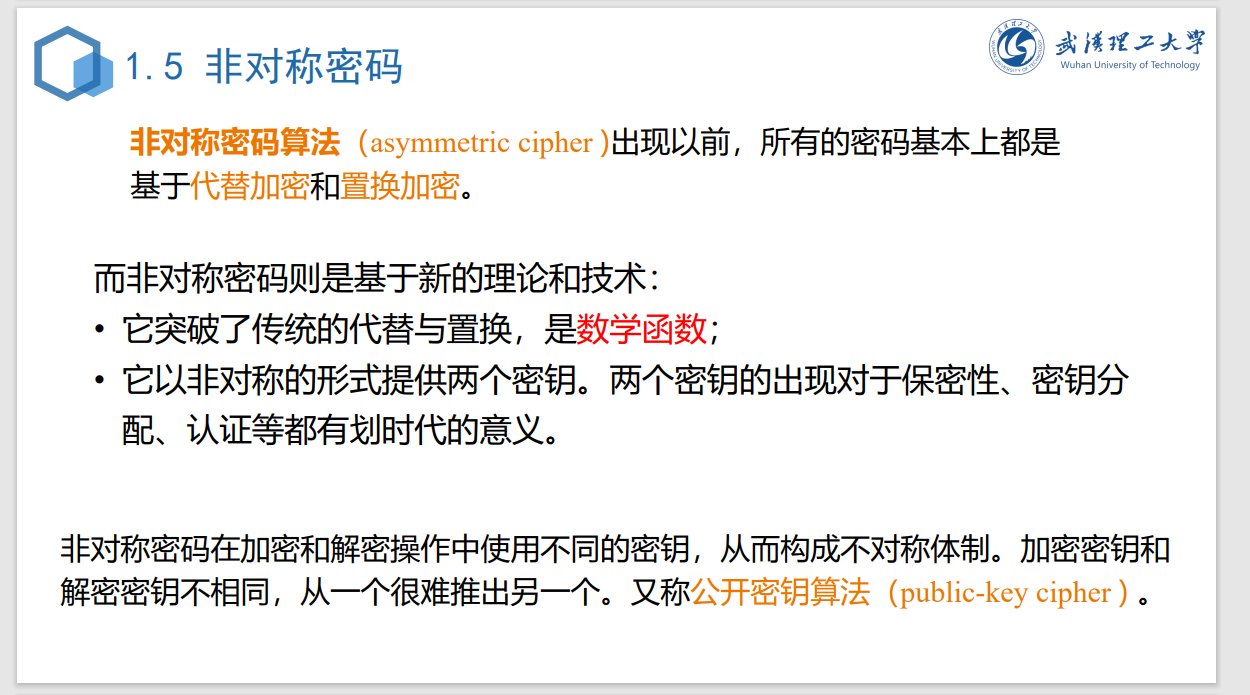 1.5 非对称密码
武汉理工大学
Wuhan University of Technology
非对称密码算法（asymmetric cipher )出现以前，所有的密码基本上都是
基于代替加密和置换加密。
而非对称密码则是基于新的理论和技术：
• 它突破了传统的代替与置换，是数学函数；
• 它以非对称的形式提供两个密钥。两个密钥的出现对于保密性、密钥分
配、认证等都有划时代的意义。
非对称密码在加密和解密操作中使用不同的密钥，从而构成不对称体制。加密密钥和
解密密钥不相同，从一个很难推出另一个。又称公开密钥算法（public-key cipher ) 。